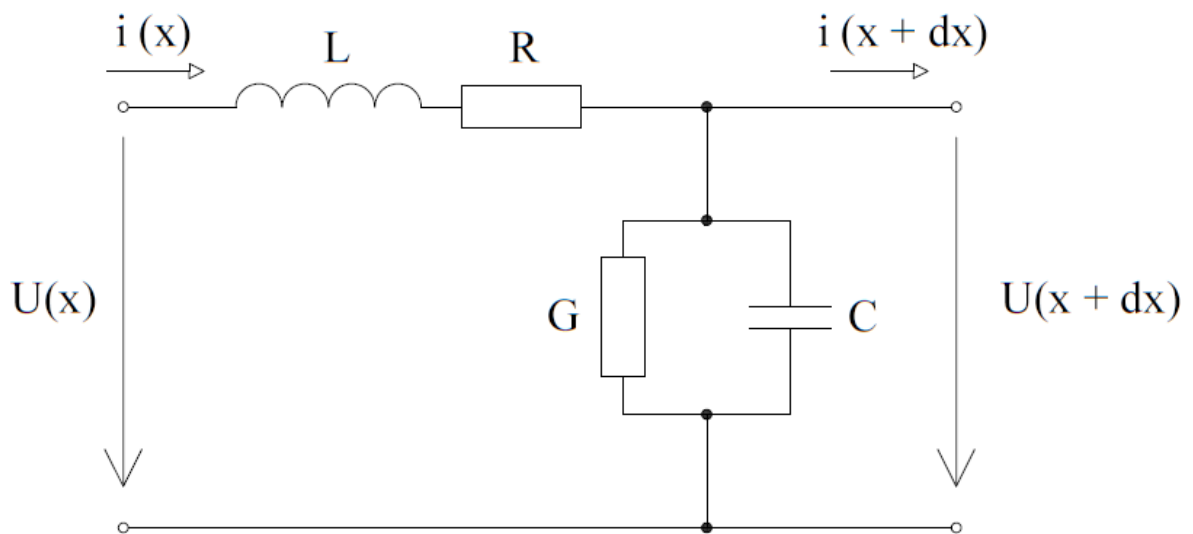 i (x)
L
R
i (x + dx)
U(x)
G
C
U(x + dx)